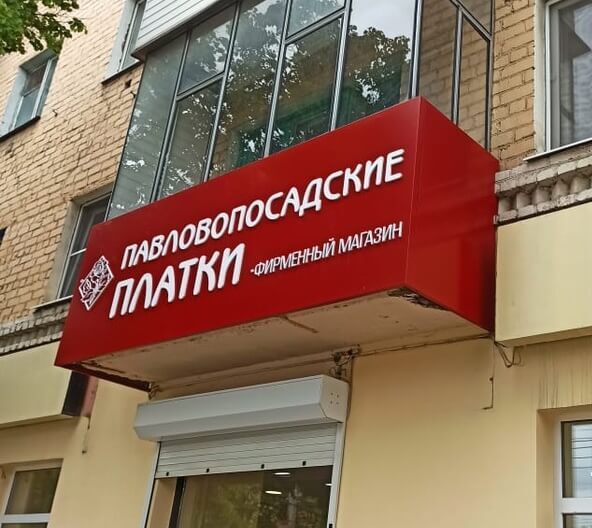 ПАВЛОВОПОСАДСКИЕ
ПЛАТКИ -ФИРМЕННЫЙ МАГАЗИН